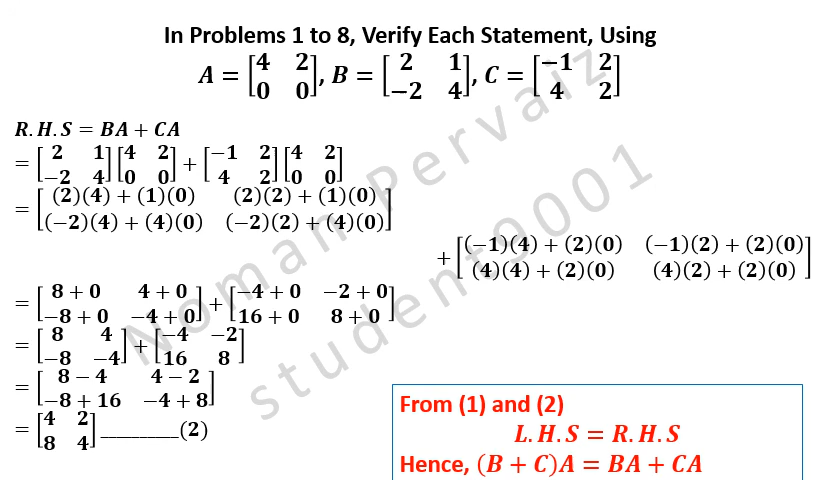 In Problems 1 to 8, Verify Each Statement, Using
A = [4 2; 0 0], B = [2 1; −2 4], C = [−1 2; 4 2]
R.H.S = BA + CA
= [2 1; −2 4][4 2; 0 0] + [−1 2; 4 2][4 2; 0 0]
= [(2)(4) + (1)(0) (2)(2) + (1)(0); (−2)(4) + (4)(0) (−2)(2) + (4)(0)]
+ [(−1)(4) + (2)(0) (−1)(2) + (2)(0); (4)(4) + (2)(0) (4)(2) + (2)(0)]
= [8 + 0 4 + 0; −8 + 0 −4 + 0] + [−4 + 0 −2 + 0; 16 + 0 8 + 0]
= [8 4; −8 −4] + [−4 −2; 16 8]
= [8 − 4 4 − 2; −8 + 16 −4 + 8]
= [4 2; 8 4] __________(2)
From (1) and (2)
L.H.S = R.H.S
Hence, (B + C)A = BA + CA
Noman Pervaiz
student9001